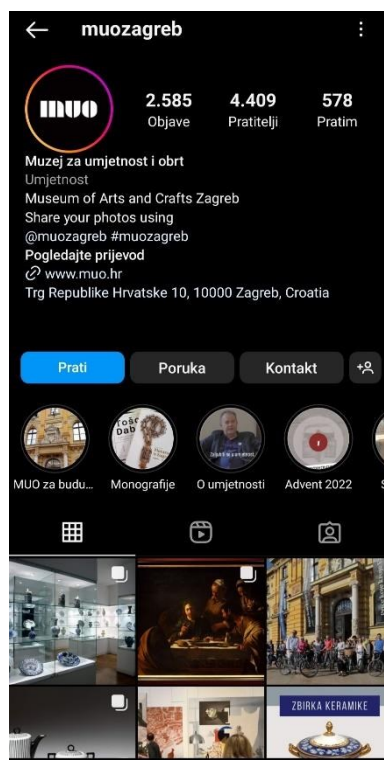 muozagreb
muo
2.585 4.409 578
Objave Pratitelji Pratim
Muzej za umjetnost i obrt
Umjetnost
Museum of Arts and Crafts Zagreb
Share your photos using
@muozagreb #muozagreb
Pogledajte prijevod
www.muo.hr
Trg Republike Hrvatske 10, 10000 Zagreb, Croatia
Prati Poruka Kontakt
MUO za budu... Monografije O umjetnosti Advent 2022
ZBIRKA KERAMIKE